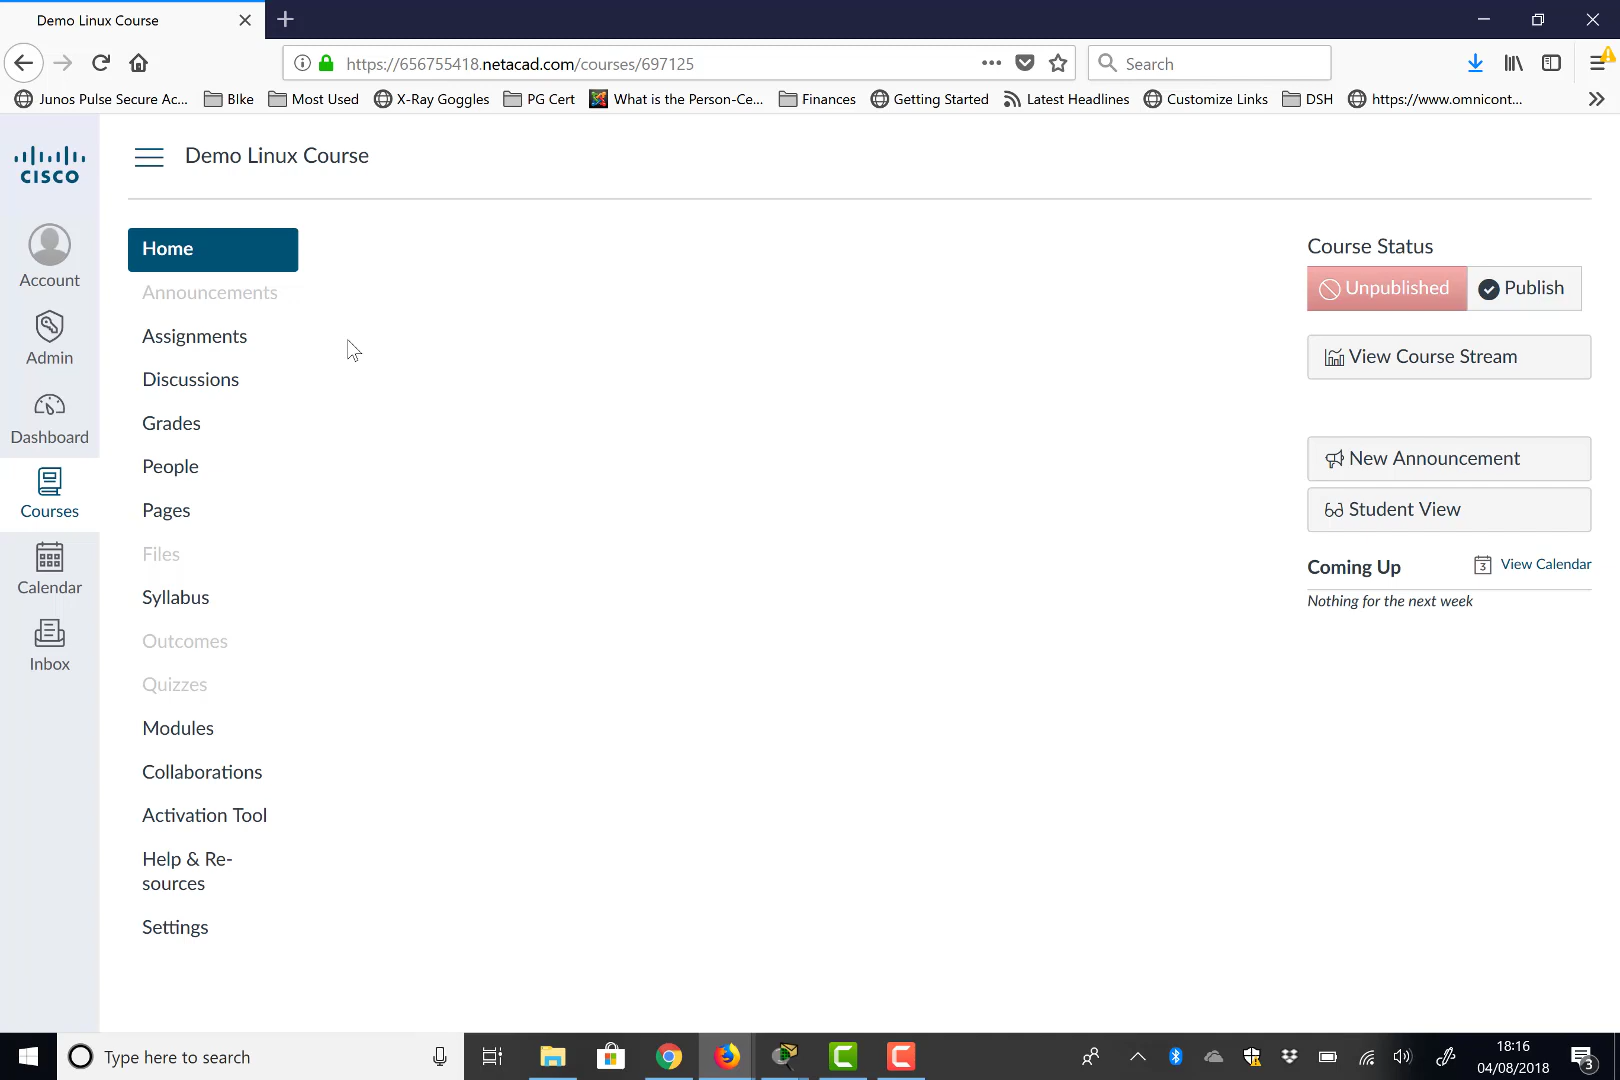 Demo Linux Course
https://656755418.netacad.com/courses/697125
Search
Junos Pulse Secure Ac...
BIke
Most Used
X-Ray Goggles
PG Cert
What is the Person-Ce...
Finances
Getting Started
Latest Headlines
Customize Links
DSH
https://www.omnicont...
CISCO
Account
Admin
Dashboard
Courses
Calendar
Inbox
Demo Linux Course
Home
Announcements
Assignments
Discussions
Grades
People
Pages
Files
Syllabus
Outcomes
Quizzes
Modules
Collaborations
Activation Tool
Help & Re-
sources
Settings
Course Status
Unpublished
Publish
View Course Stream
New Announcement
Student View
Coming Up
3
View Calendar
Nothing for the next week
Type here to search
18:16
04/08/2018
3